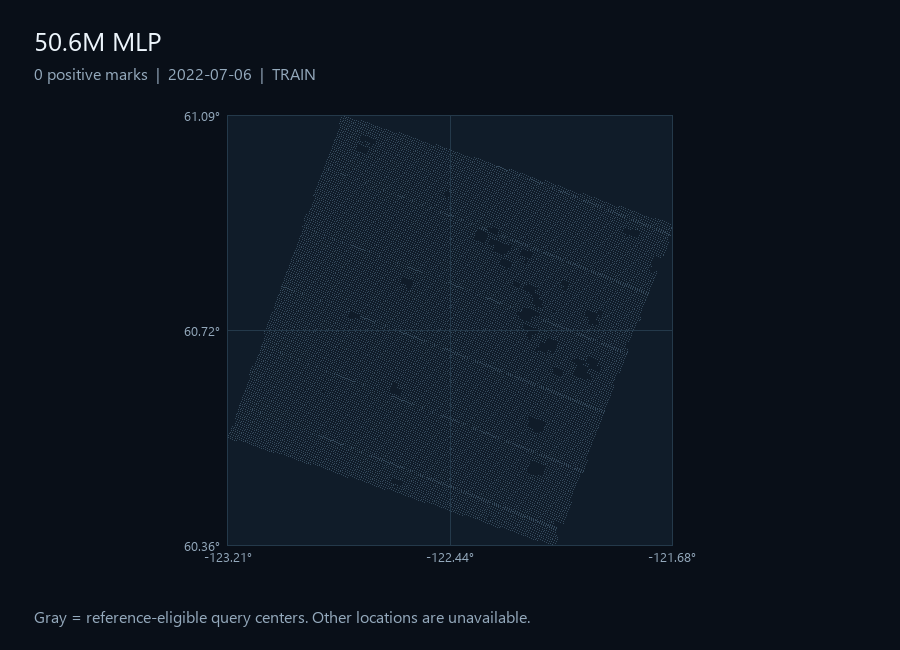 50.6M MLP
0 positive marks | 2022-07-06 | TRAIN
61.09°
60.72°
60.36°
-123.21° -122.44° -121.68°
Gray = reference-eligible query centers. Other locations are unavailable.